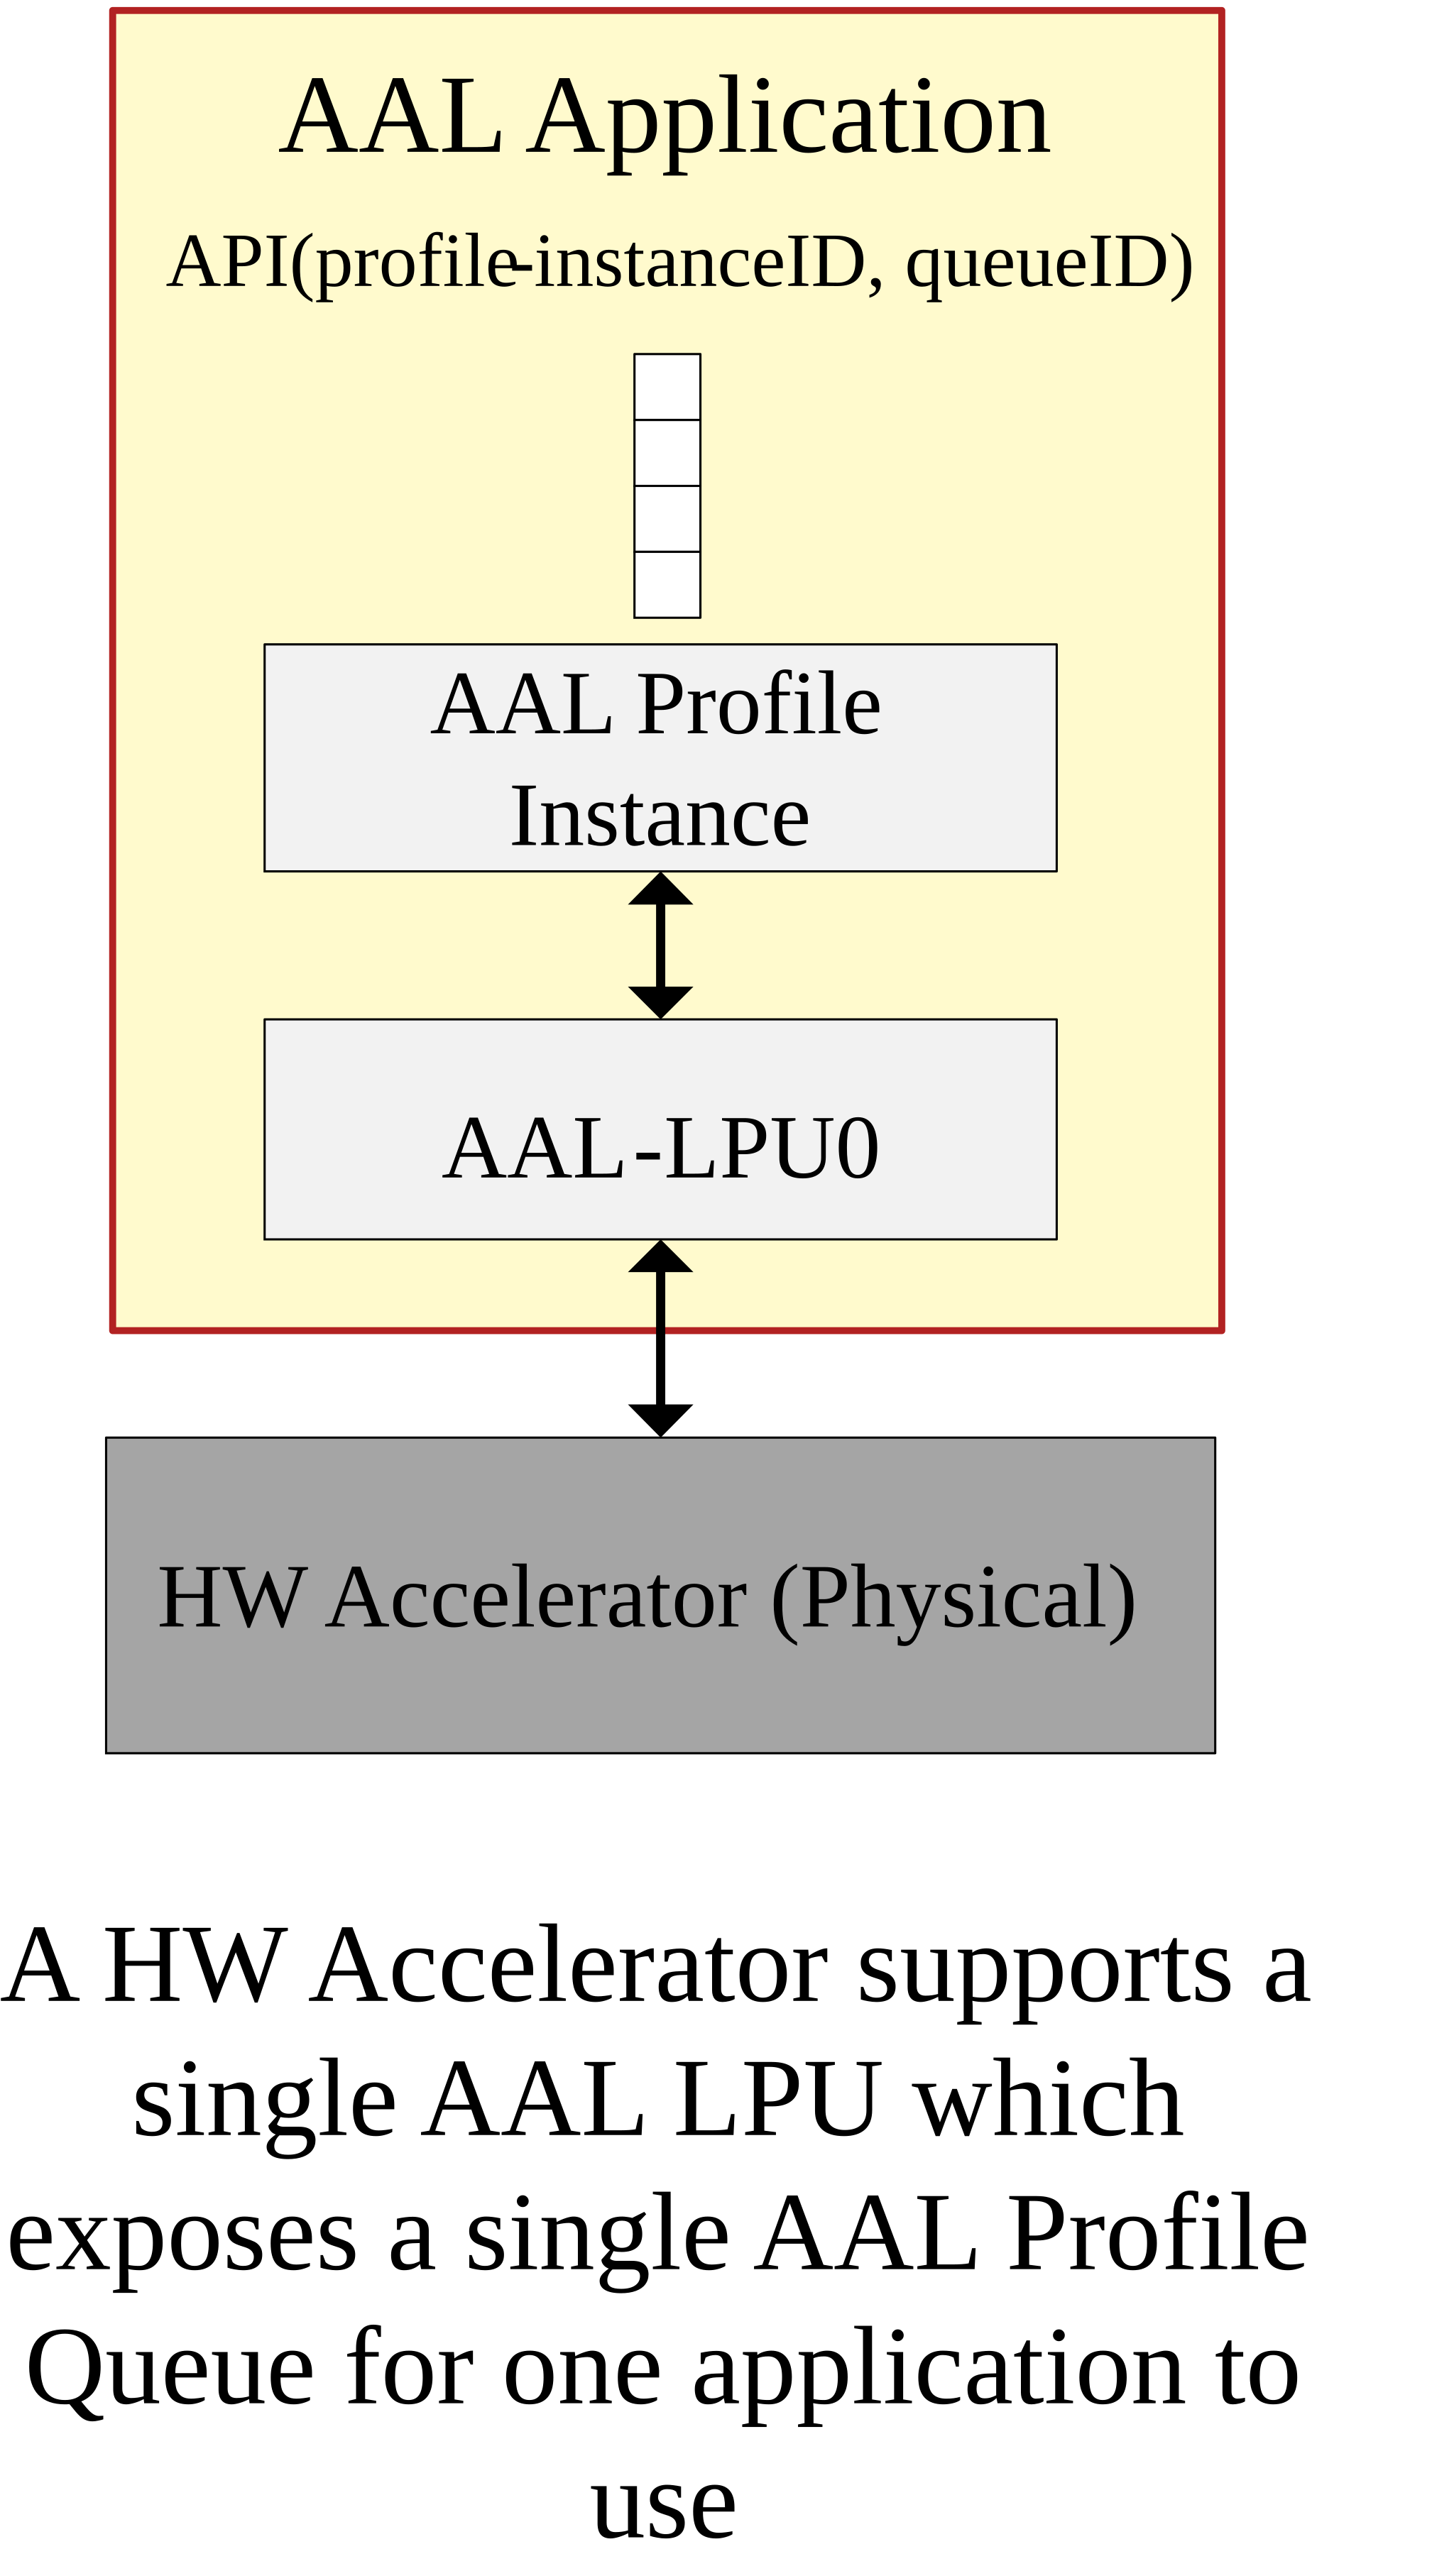 AAL Application
API(profile-instanceID, queueID)
AAL Profile
Instance
AAL-LPU0
HW Accelerator (Physical)
A HW Accelerator supports a
single AAL LPU which
exposes a single AAL Profile
Queue for one application to
use